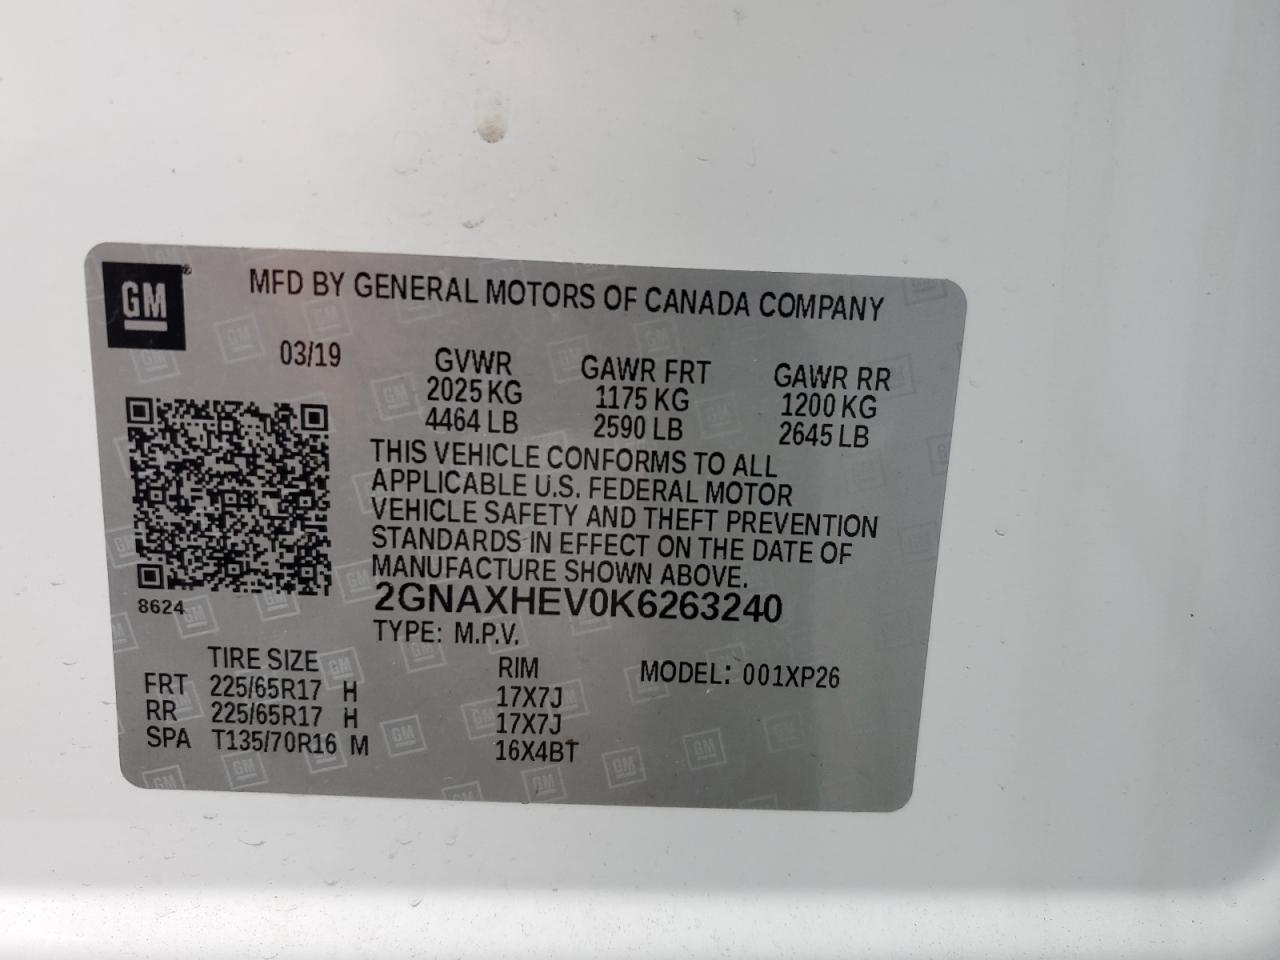 GM ®
MFD BY GENERAL MOTORS OF CANADA COMPANY
03/19 GVWR GAWR FRT GAWR RR
2025 KG 1175 KG 1200 KG
4464 LB 2590 LB 2645 LB
THIS VEHICLE CONFORMS TO ALL
APPLICABLE U.S. FEDERAL MOTOR
VEHICLE SAFETY AND THEFT PREVENTION
STANDARDS IN EFFECT ON THE DATE OF
MANUFACTURE SHOWN ABOVE.
8624 2GNAXHEV0K6263240
TYPE: M.P.V.
TIRE SIZE RIM MODEL: 001XP26
FRT 225/65R17 H 17X7J
RR 225/65R17 H 17X7J
SPA T135/70R16 M 16X4BT